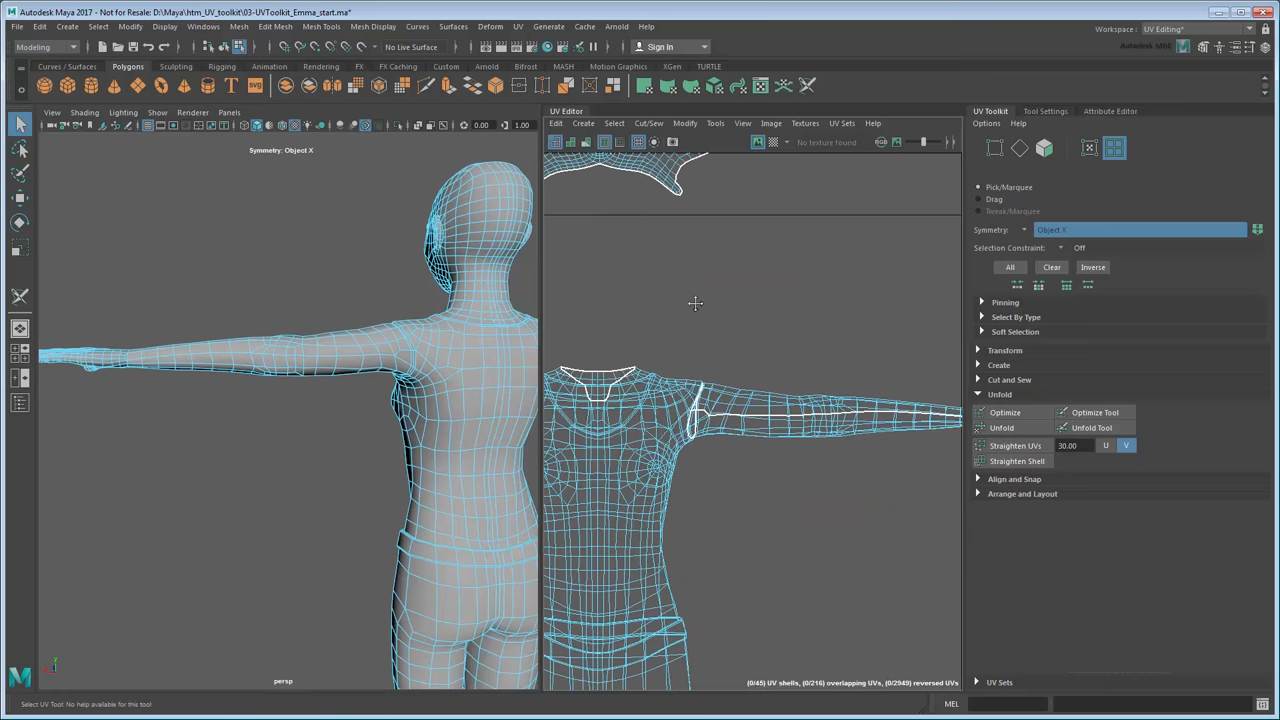 Autodesk Maya 2017 - Not for Resale: D:\Maya\htm_UV_toolkit\03-UVToolkit_Emma_start.ma*
File Edit Create Select Modify Display Windows Mesh Edit Mesh Mesh Tools Mesh Display Curves Surfaces Deform UV Generate Cache Arnold Help Workspace: UV Editing*
Modeling No Live Surface Sign In
Curves / Surfaces Polygons Sculpting Rigging Animation Rendering FX FX Caching Custom Arnold Bifrost MASH Motion Graphics XGen TURTLE
View Shading Lighting Show Renderer Panels
0.00 1.00
Symmetry: Object X
persp
UV Editor
Edit Create Select Cut/Sew Modify Tools View Image Textures UV Sets Help
No texture found RGB
(0/45) UV shells, (0/216) overlapping UVs, (0/2949) reversed UVs
UV Toolkit Tool Settings Attribute Editor
Options Help
Pick/Marquee
Drag
Tweak/Marquee
Symmetry: Object X
Selection Constraint: Off
All Clear Inverse
Pinning
Select By Type
Soft Selection
Transform
Create
Cut and Sew
Unfold
Optimize Optimize Tool
Unfold Unfold Tool
Straighten UVs 30.00 U V
Straighten Shell
Align and Snap
Arrange and Layout
UV Sets
Select UV Tool: No help available for this tool MEL